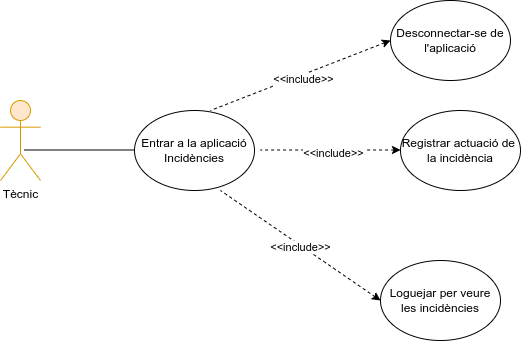 Desconnectar-se de
l'aplicació
<<include>>
Entrar a la aplicació
Incidències
<<include>>
Registrar actuació de
la incidència
Tècnic
<<include>>
Loguejar per veure
les incidències